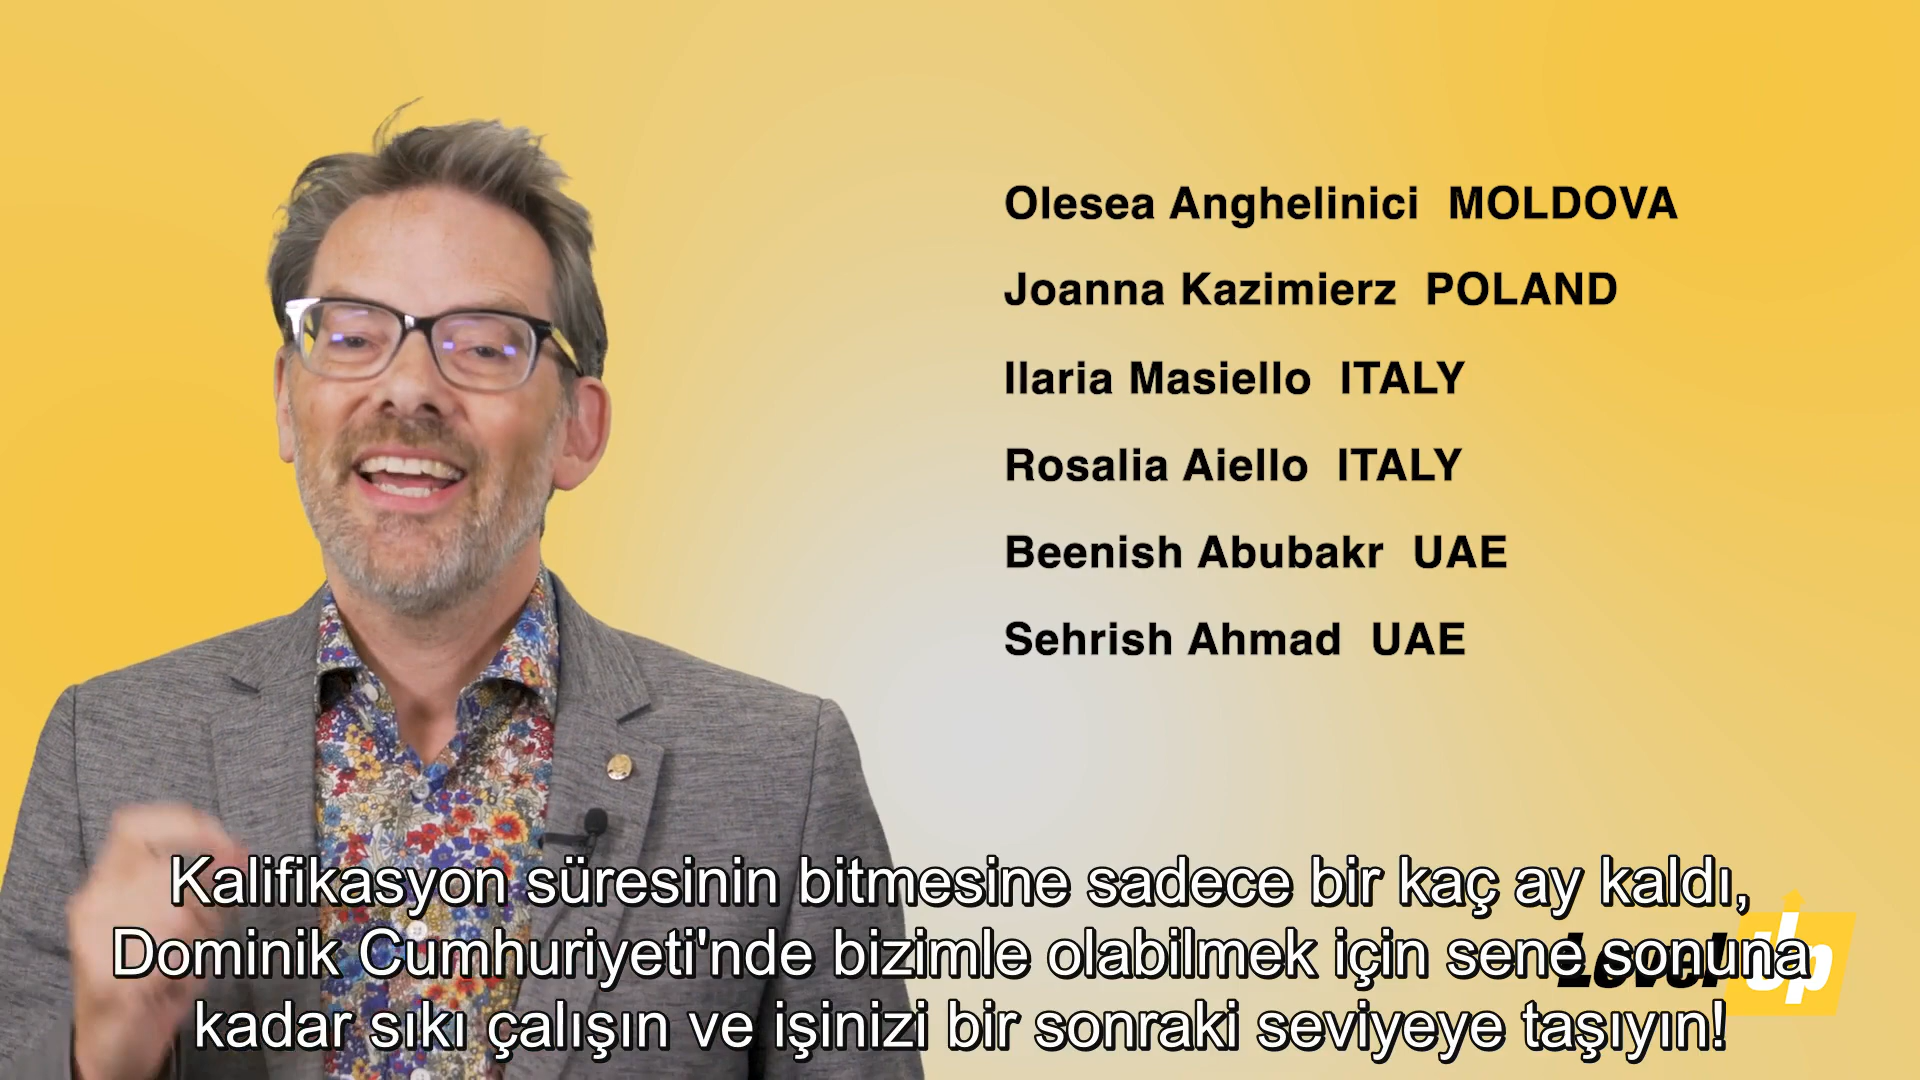 Olesea Anghelinici MOLDOVA
Joanna Kazimierz POLAND
Ilaria Masiello ITALY
Rosalia Aiello ITALY
Beenish Abubakr UAE
Sehrish Ahmad UAE
Kalifikasyon süresinin bitmesine sadece bir kaç ay kaldı,
Dominik Cumhuriyeti'nde bizimle olabilmek için sene sonuna
kadar sıkı çalışın ve işinizi bir sonraki seviyeye taşıyın!
Level Up